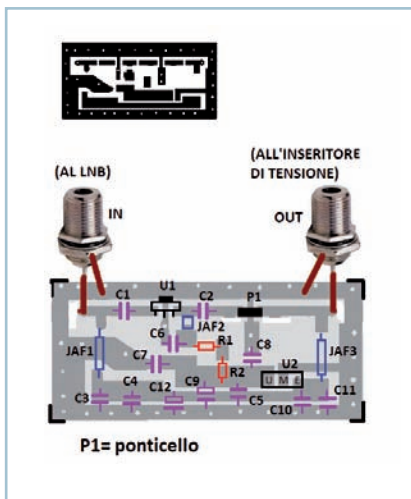 (AL LNB)
IN
(ALL'INSERITORE
DI TENSIONE)
OUT
C1
U1
C2
P1
JAF2
C6
R1
C8
JAF1
C7
R2
U2
U M E
JAF3
C3
C4
C12
C9
C5
C10
C11
P1= ponticello